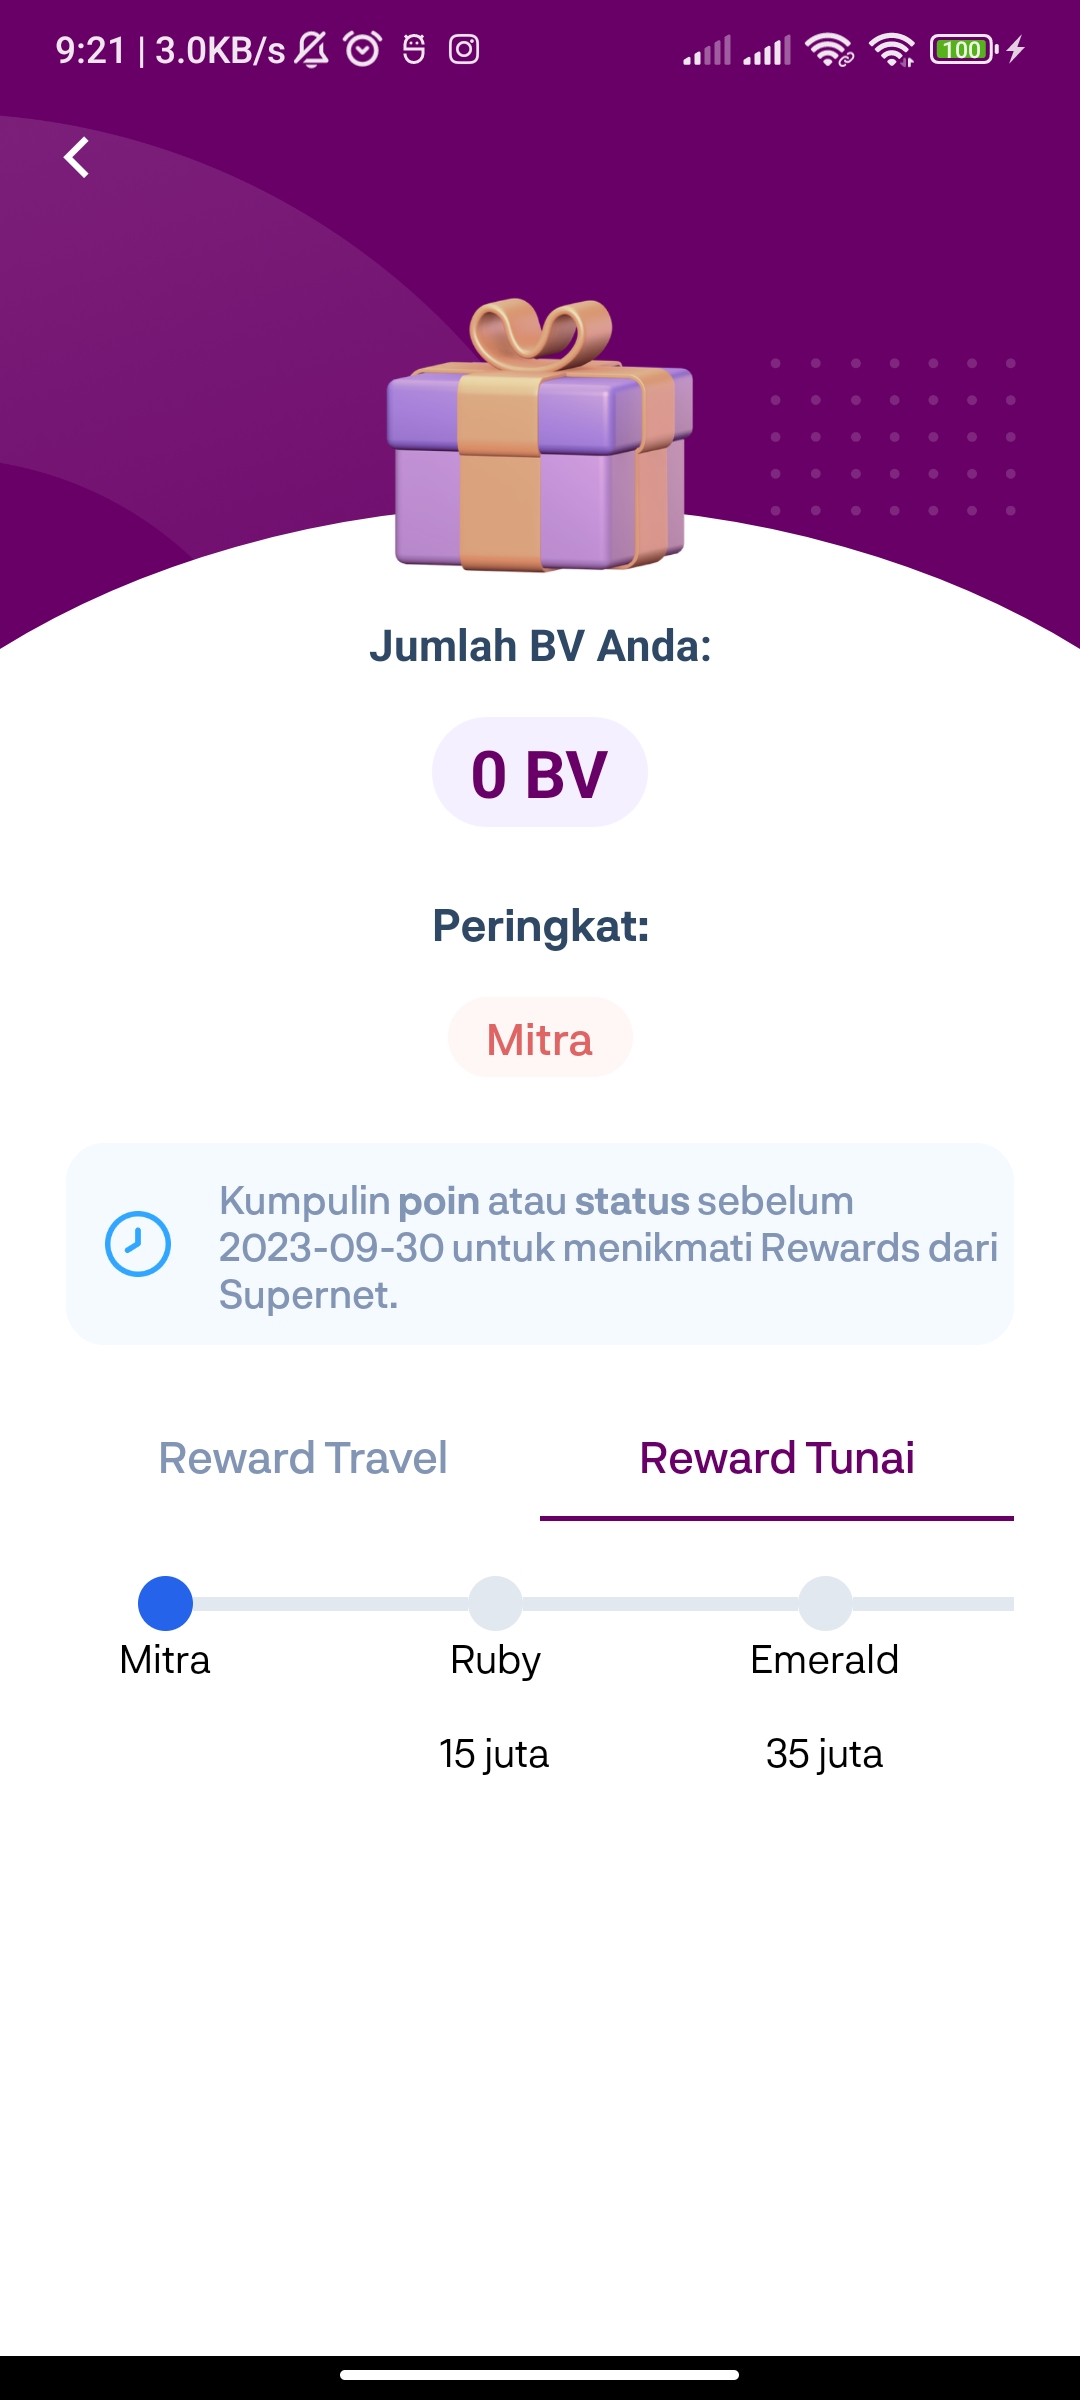 9:21 | 3.0KB/s
100
Jumlah BV Anda:
0 BV
Peringkat:
Mitra
Kumpulin poin atau status sebelum
2023-09-30 untuk menikmati Rewards dari
Supernet.
Reward Travel Reward Tunai
Mitra Ruby Emerald
15 juta 35 juta